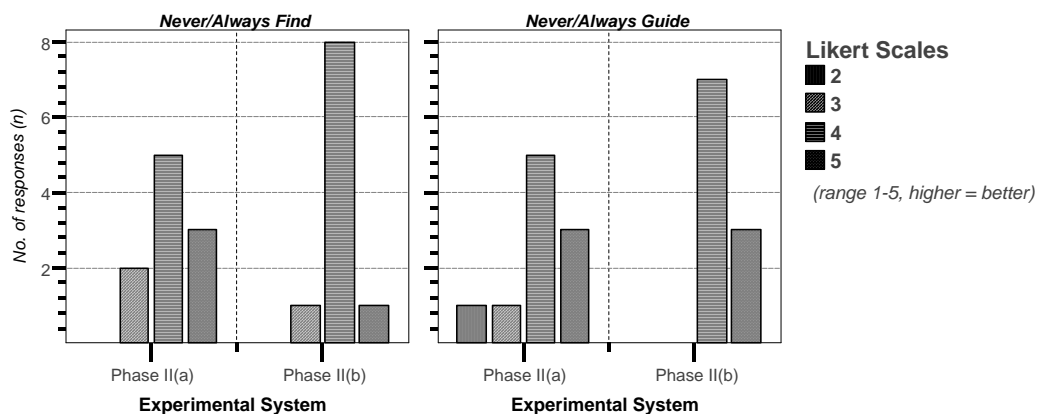 Never/Always Find
Never/Always Guide
No. of responses (n)
8
6
4
2
Phase II(a)
Phase II(b)
Phase II(a)
Phase II(b)
Experimental System
Experimental System
Likert Scales
2
3
4
5
(range 1-5, higher = better)